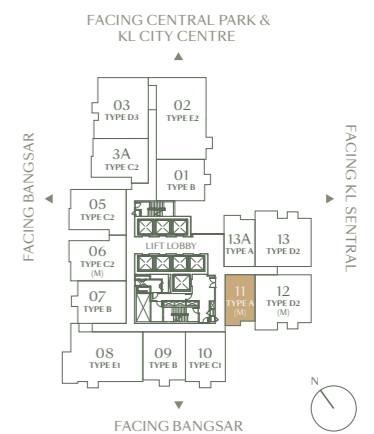 FACING CENTRAL PARK &
KL CITY CENTRE
FACING BANGSAR
FACING KL SENTRAL
03
TYPE D3
02
TYPE E2
3A
TYPE C2
01
TYPE B
05
TYPE C2
LIFT LOBBY
13A
TYPE A
13
TYPE D2
06
TYPE C2
(M)
07
TYPE B
11
TYPE A
(M)
12
TYPE D2
(M)
08
TYPE E1
09
TYPE B
10
TYPE C1
N
FACING BANGSAR